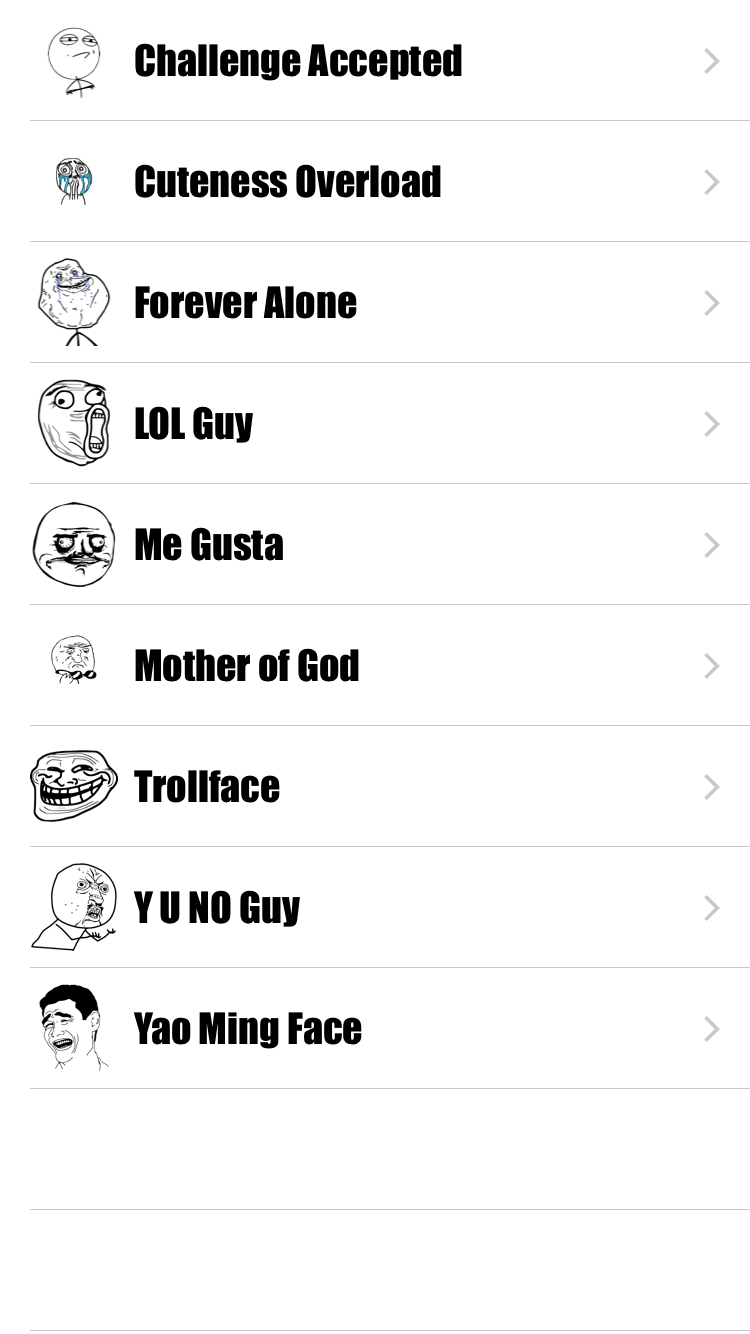 Challenge Accepted
Cuteness Overload
Forever Alone
LOL Guy
Me Gusta
Mother of God
Trollface
Y U NO Guy
Yao Ming Face